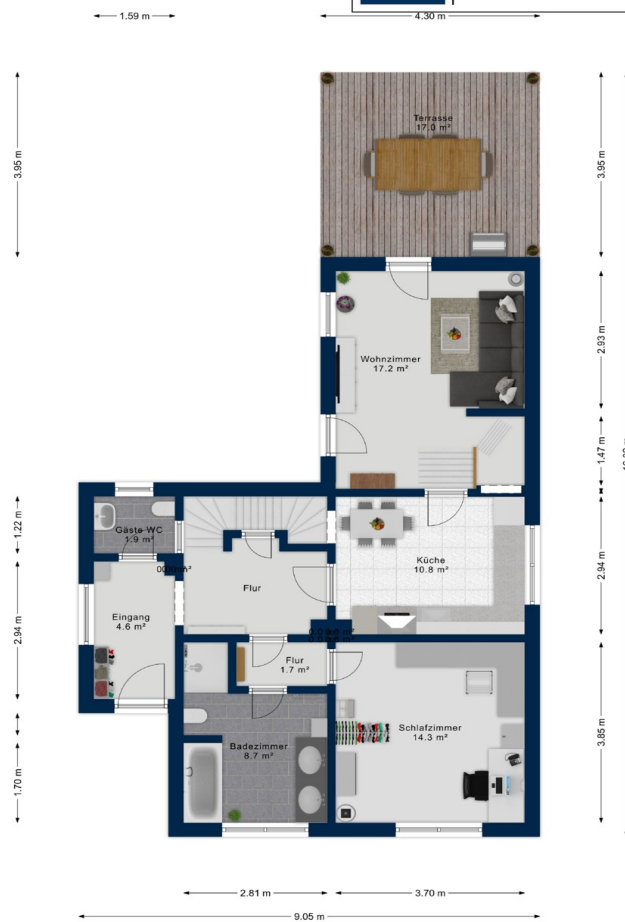 1.59 m
4.30 m
3.95 m
3.95 m
Terrasse
17.0 m²
Wohnzimmer
17.2 m²
2.93 m
1.47 m
1.22 m
Gäste-WC
1.9 m²
Küche
10.8 m²
2.94 m
2.94 m
Eingang
4.6 m²
Flur
Flur
1.7 m²
Schlafzimmer
14.3 m²
3.85 m
Badezimmer
8.7 m²
1.70 m
2.81 m
3.70 m
9.05 m